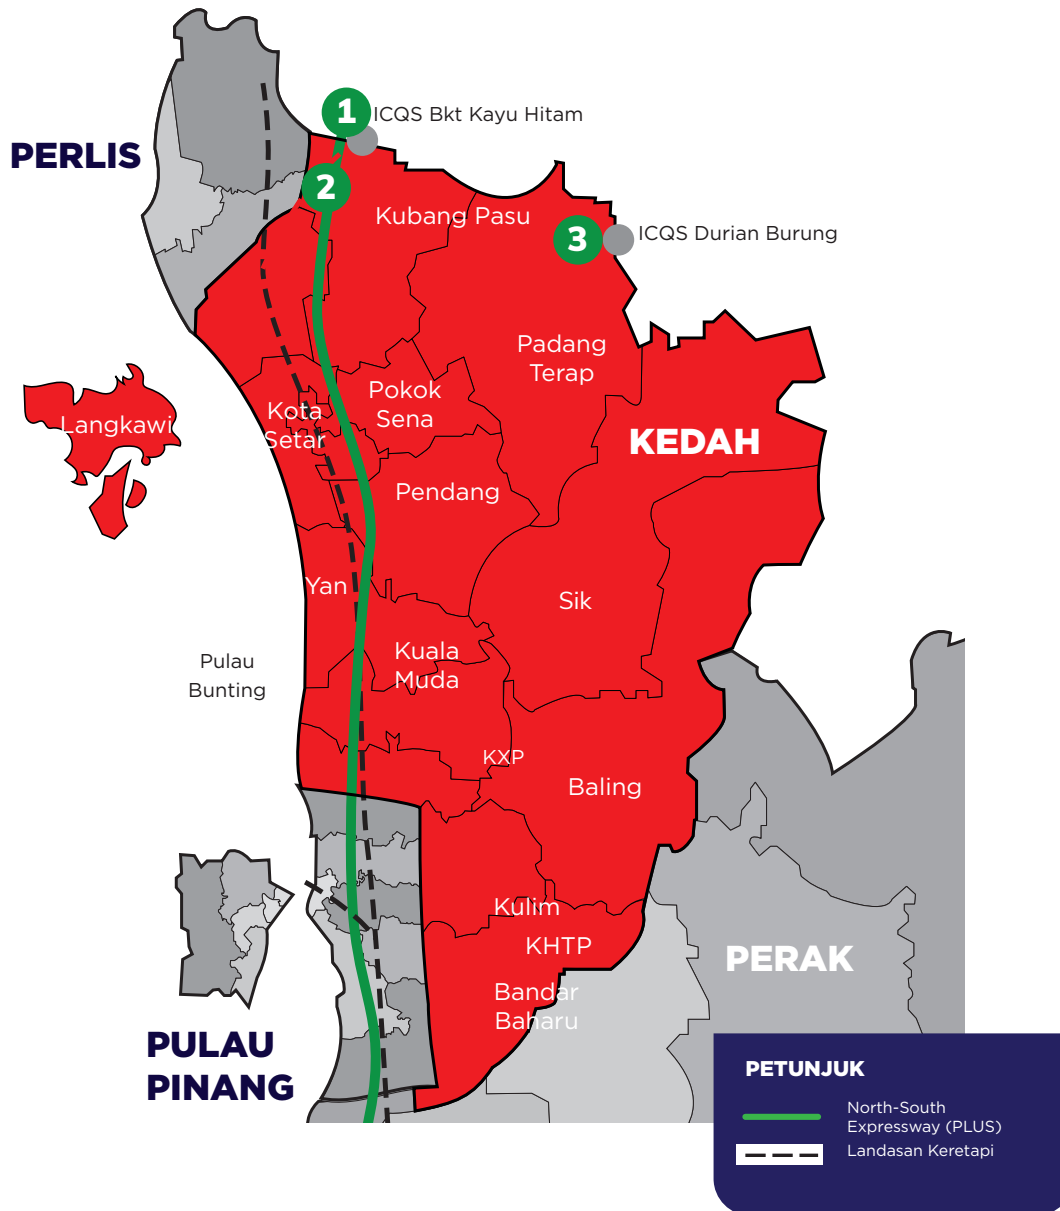 1
ICQS Bkt Kayu Hitam
PERLIS
2
Kubang Pasu
3
ICQS Durian Burung
Padang
Terap
Pokok
Sena
Langkawi
Kota
Setar
KEDAH
Pendang
Yan
Sik
Kuala
Muda
Pulau
Bunting
KXP
Baling
Kulim
KHTP
PERAK
Bandar
Baharu
PULAU
PINANG
PETUNJUK
North-South
Expressway (PLUS)
Landasan Keretapi